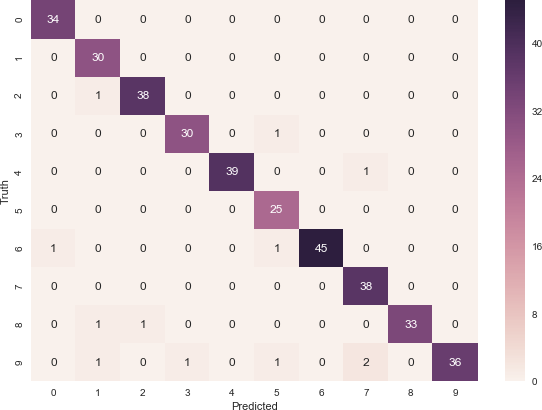 0 34 0 0 0 0 0 0 0 0 0
1 0 30 0 0 0 0 0 0 0 0
2 0 1 38 0 0 0 0 0 0 0
3 0 0 0 30 0 1 0 0 0 0
4 0 0 0 0 39 0 0 1 0 0
5 0 0 0 0 0 25 0 0 0 0
6 1 0 0 0 0 1 45 0 0 0
7 0 0 0 0 0 0 0 38 0 0
8 0 1 1 0 0 0 0 0 33 0
9 0 1 0 1 0 1 0 2 0 36
0 1 2 3 4 5 6 7 8 9
Predicted
Truth
40
32
24
16
8
0